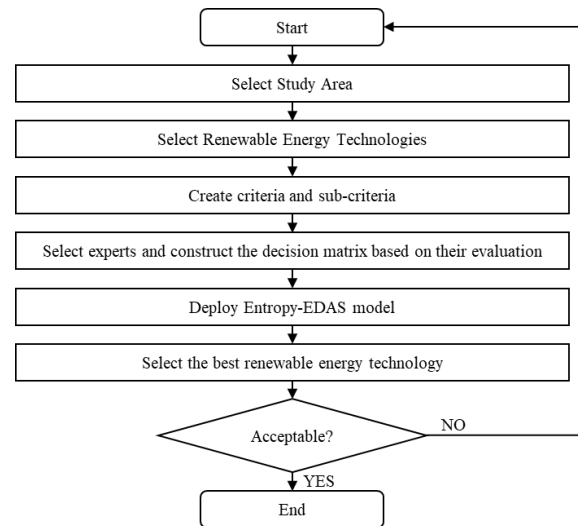 Start
Select Study Area
Select Renewable Energy Technologies
Create criteria and sub-criteria
Select experts and construct the decision matrix based on their evaluation
Deploy Entropy-EDAS model
Select the best renewable energy technology
Acceptable?
NO
YES
End